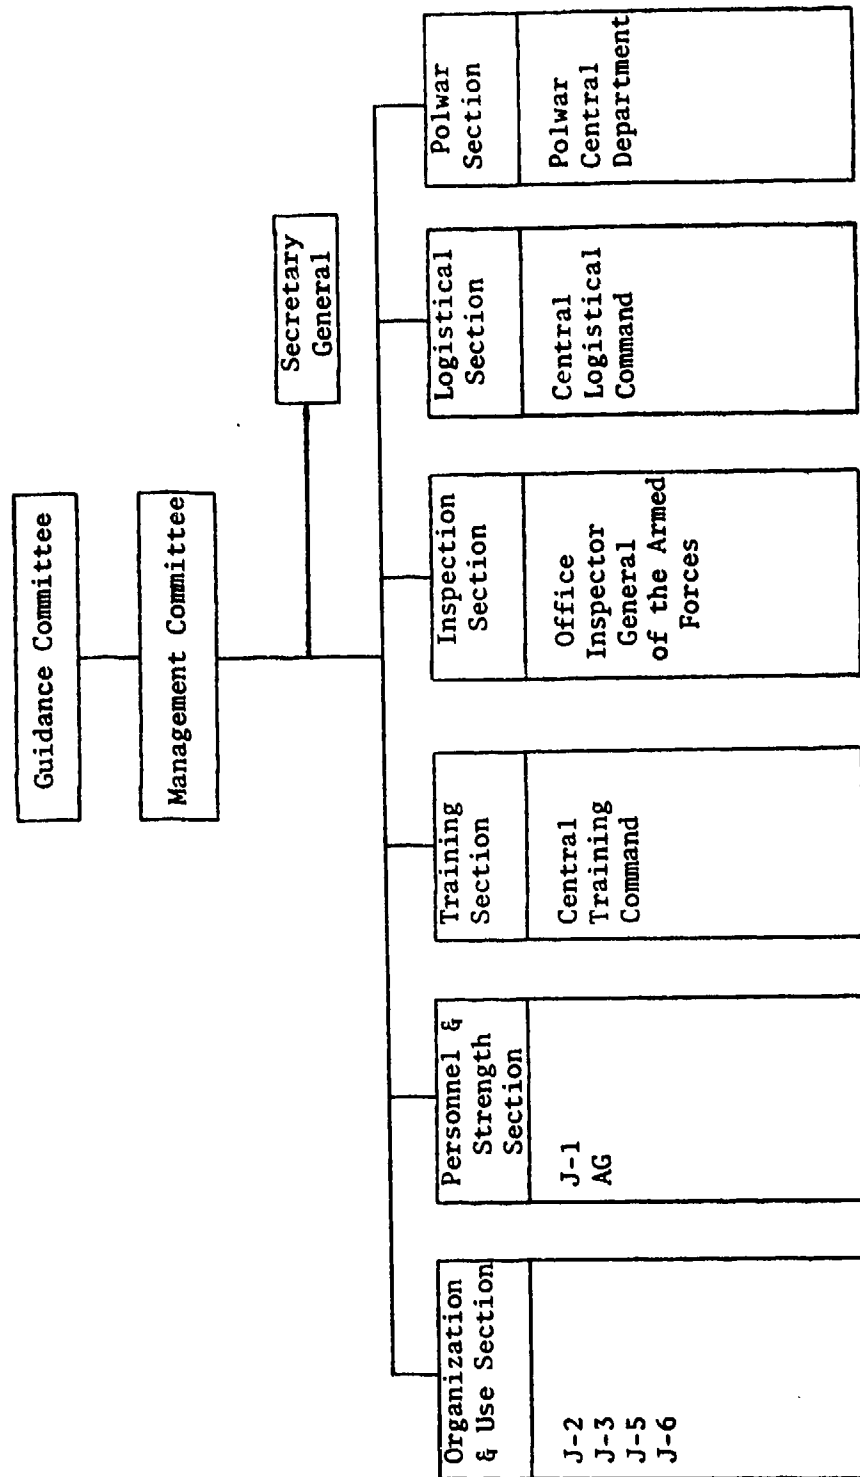 Guidance Committee
Management Committee
Secretary
General
Organization
& Use Section
J-2
J-3
J-5
J-6
Personnel &
Strength
Section
J-1
AG
Training
Section
Central
Training
Command
Inspection
Section
Office
Inspector
General
of the Armed
Forces
Logistical
Section
Central
Logistical
Command
Polwar
Section
Polwar
Central
Department